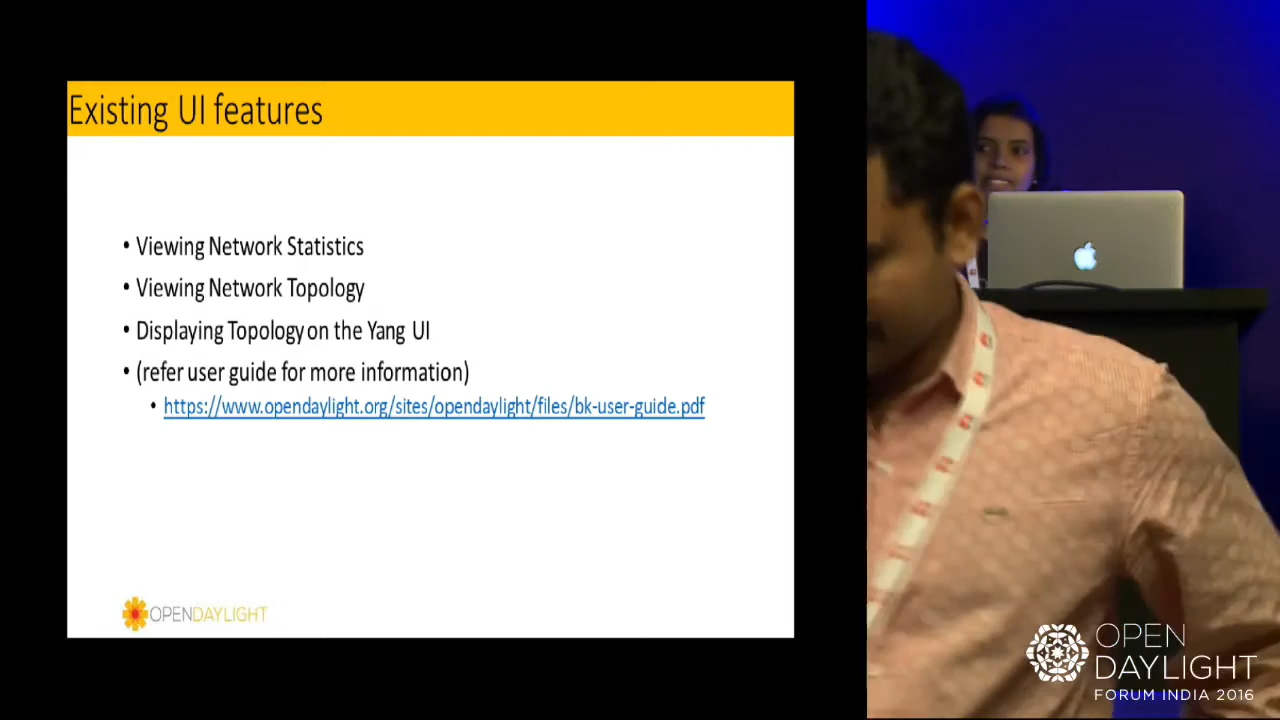 Existing UI features
• Viewing Network Statistics
• Viewing Network Topology
• Displaying Topology on the Yang UI
• (refer user guide for more information)
• https://www.opendaylight.org/sites/opendaylight/files/bk-user-guide.pdf
OPENDAYLIGHT
OPEN
DAYLIGHT
FORUM INDIA 2016